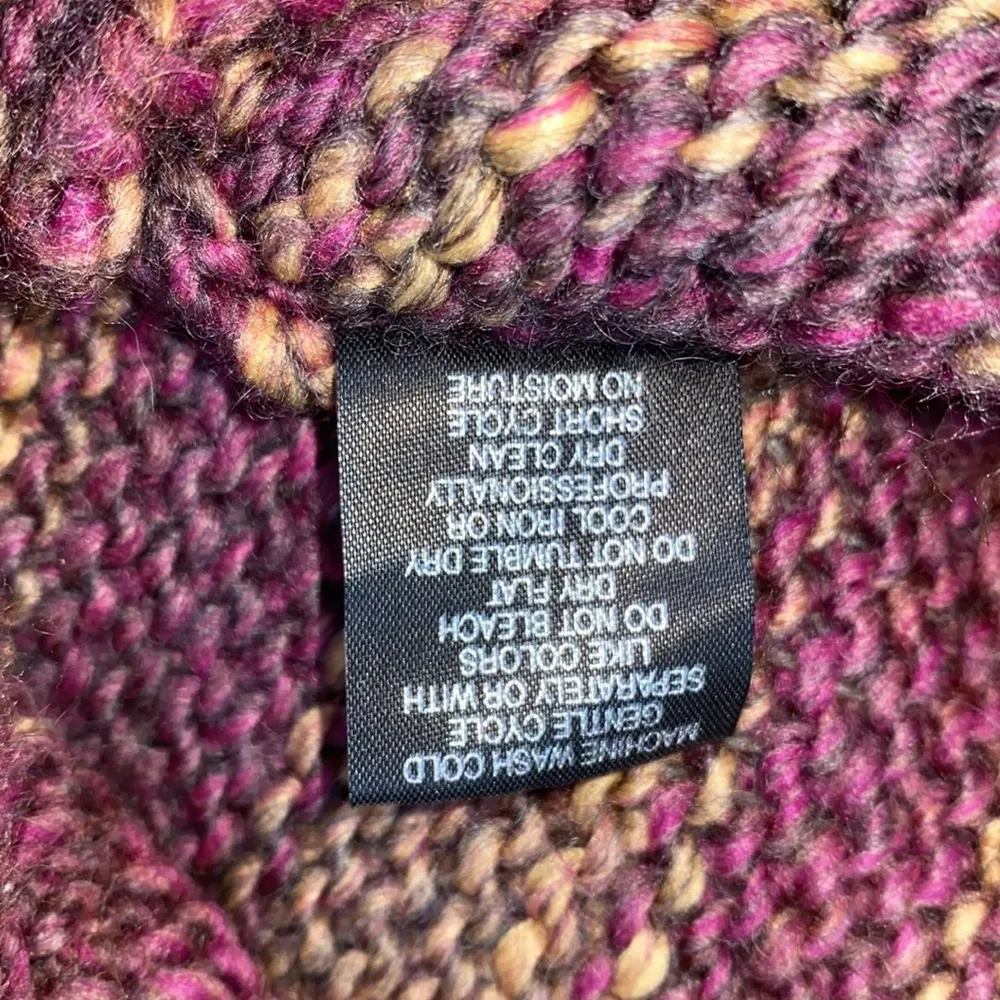 MACHINE WASH COLD
GENTLE CYCLE
SEPARATELY OR WITH
LIKE COLORS
DO NOT BLEACH
DRY FLAT
DO NOT TUMBLE DRY
COOL IRON OR
PROFESSIONALLY
DRY CLEAN
SHORT CYCLE
NO MOISTURE